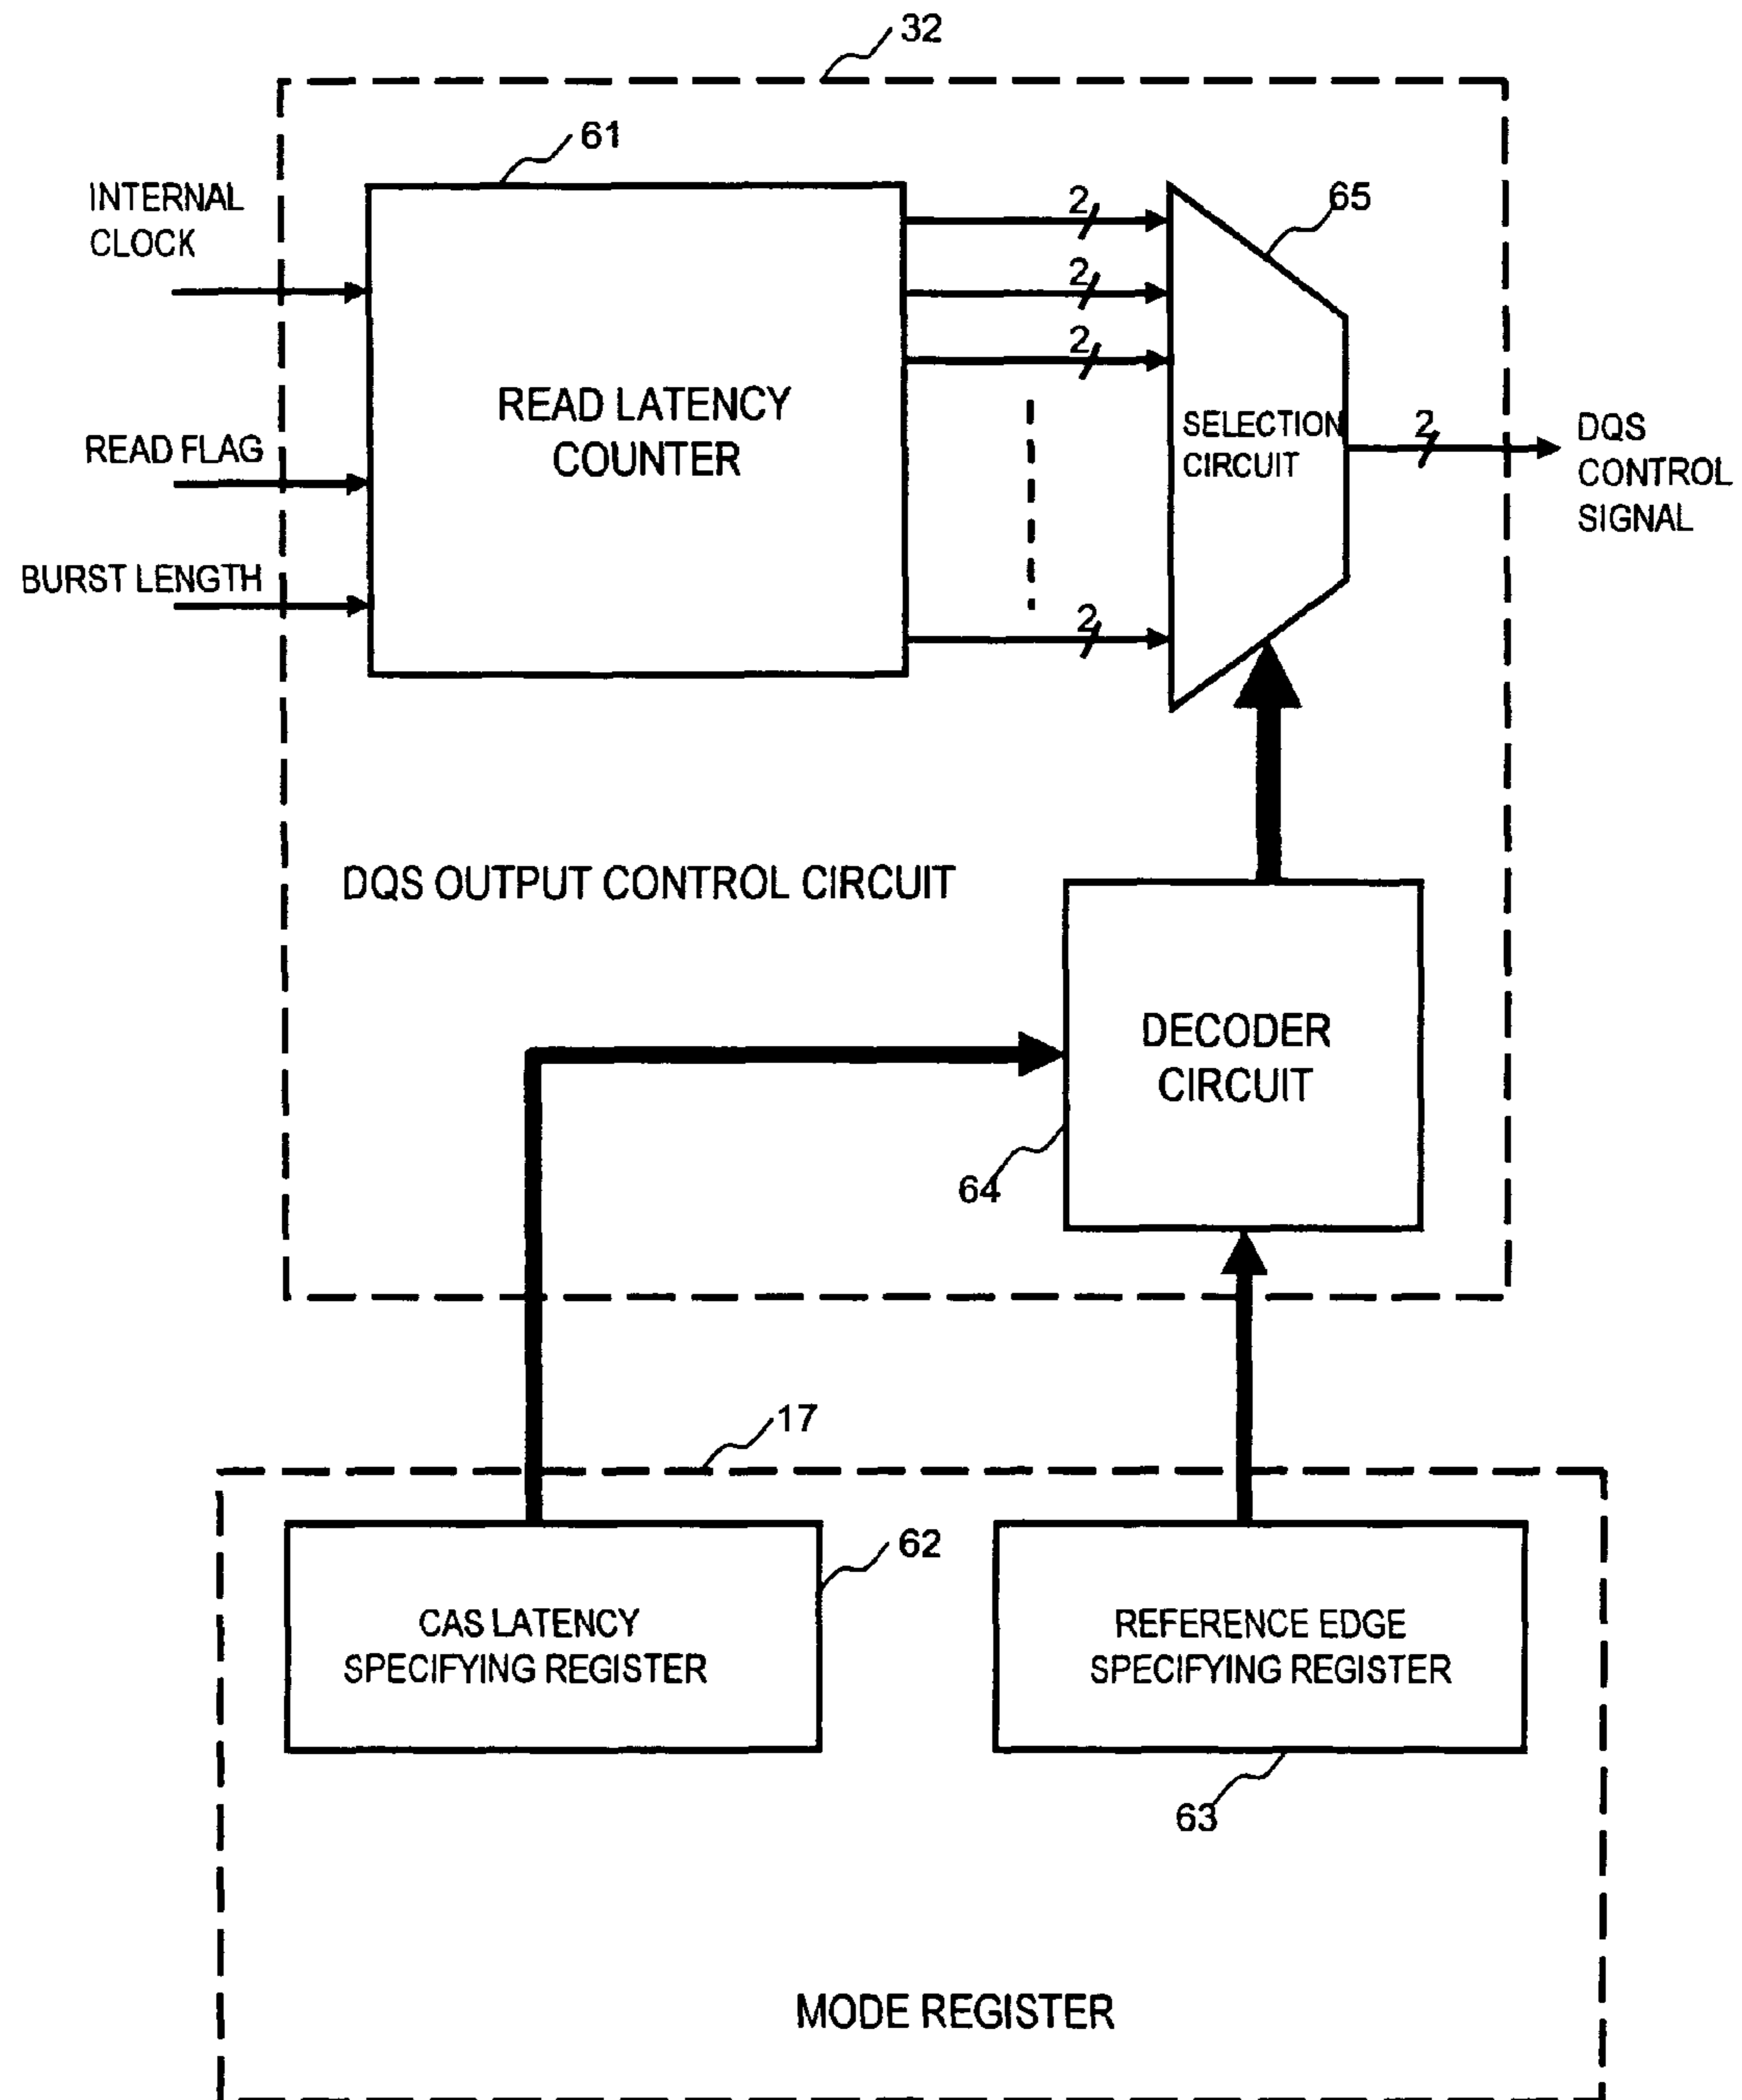 32
61
INTERNAL
CLOCK
2
65
2
2
READ LATENCY
COUNTER
SELECTION
CIRCUIT
2
DQS
CONTROL
SIGNAL
READ FLAG
BURST LENGTH
2
DQS OUTPUT CONTROL CIRCUIT
DECODER
CIRCUIT
64
17
62
CAS LATENCY
SPECIFYING REGISTER
REFERENCE EDGE
SPECIFYING REGISTER
63
MODE REGISTER